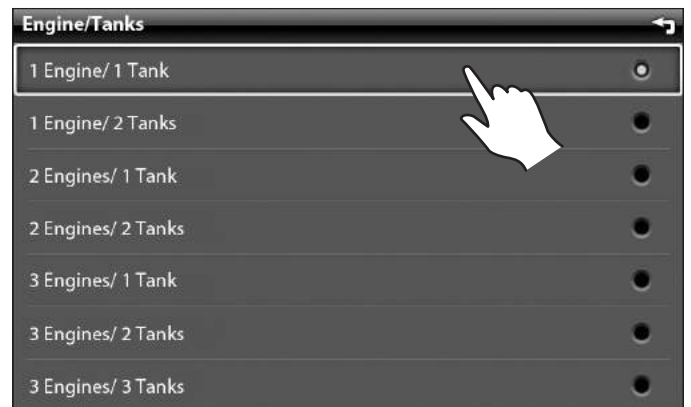 Engine/Tanks
1 Engine/ 1 Tank
1 Engine/ 2 Tanks
2 Engines/ 1 Tank
2 Engines/ 2 Tanks
3 Engines/ 1 Tank
3 Engines/ 2 Tanks
3 Engines/ 3 Tanks